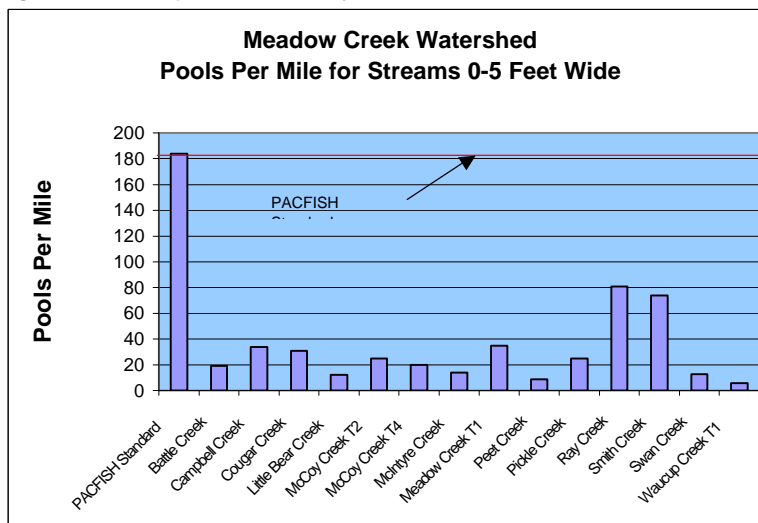 Meadow Creek Watershed
Pools Per Mile for Streams 0-5 Feet Wide
Pools Per Mile
200
180
160
140
120
100
80
60
40
20
0
PACFISH
PACFISH Standard
Battle Creek
Campbell Creek
Cougar Creek
Little Bear Creek
McCoy Creek T2
McCoy Creek T4
McIntyre Creek
Meadow Creek T1
Peet Creek
Pickle Creek
Ray Creek
Smith Creek
Swan Creek
Waucup Creek T1